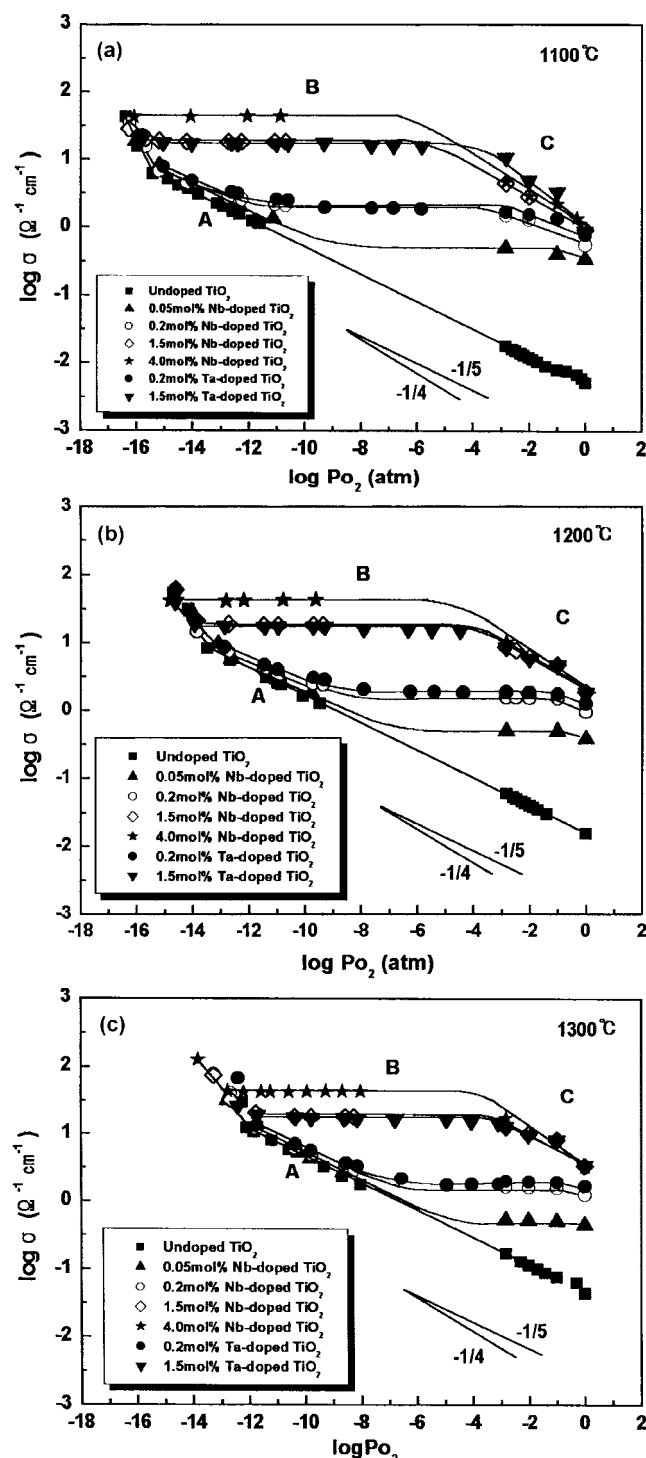 (a)
1100℃
B
C
A
log σ (Ω⁻¹ cm⁻¹)
3
2
1
0
-1
-2
-3
Undoped TiO₂
0.05mol% Nb-doped TiO₂
0.2mol% Nb-doped TiO₂
1.5mol% Nb-doped TiO₂
4.0mol% Nb-doped TiO₂
0.2mol% Ta-doped TiO₂
1.5mol% Ta-doped TiO₂
-1/5
-1/4
-18 -16 -14 -12 -10 -8 -6 -4 -2 0 2
log Po₂ (atm)
(b)
1200℃
B
C
A
log σ (Ω⁻¹ cm⁻¹)
3
2
1
0
-1
-2
-3
Undoped TiO₂
0.05mol% Nb-doped TiO₂
0.2mol% Nb-doped TiO₂
1.5mol% Nb-doped TiO₂
4.0mol% Nb-doped TiO₂
0.2mol% Ta-doped TiO₂
1.5mol% Ta-doped TiO₂
-1/5
-1/4
-18 -16 -14 -12 -10 -8 -6 -4 -2 0 2
log Po₂ (atm)
(c)
1300℃
B
C
A
log σ (Ω⁻¹ cm⁻¹)
3
2
1
0
-1
-2
-3
Undoped TiO₂
0.05mol% Nb-doped TiO₂
0.2mol% Nb-doped TiO₂
1.5mol% Nb-doped TiO₂
4.0mol% Nb-doped TiO₂
0.2mol% Ta-doped TiO₂
1.5mol% Ta-doped TiO₂
-1/5
-1/4
-18 -16 -14 -12 -10 -8 -6 -4 -2 0 2
logPo₂